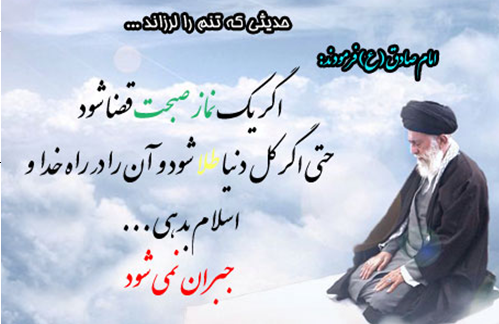 حدیثی که تنم را لرزاند ...
امام صادق (ع) فرمودند:
اگر یک نماز صبحت قضا شود
حتی اگر کل دنیا طلا شود و آن را در راه خدا و
اسلام بدهی ...
جبران نمی شود